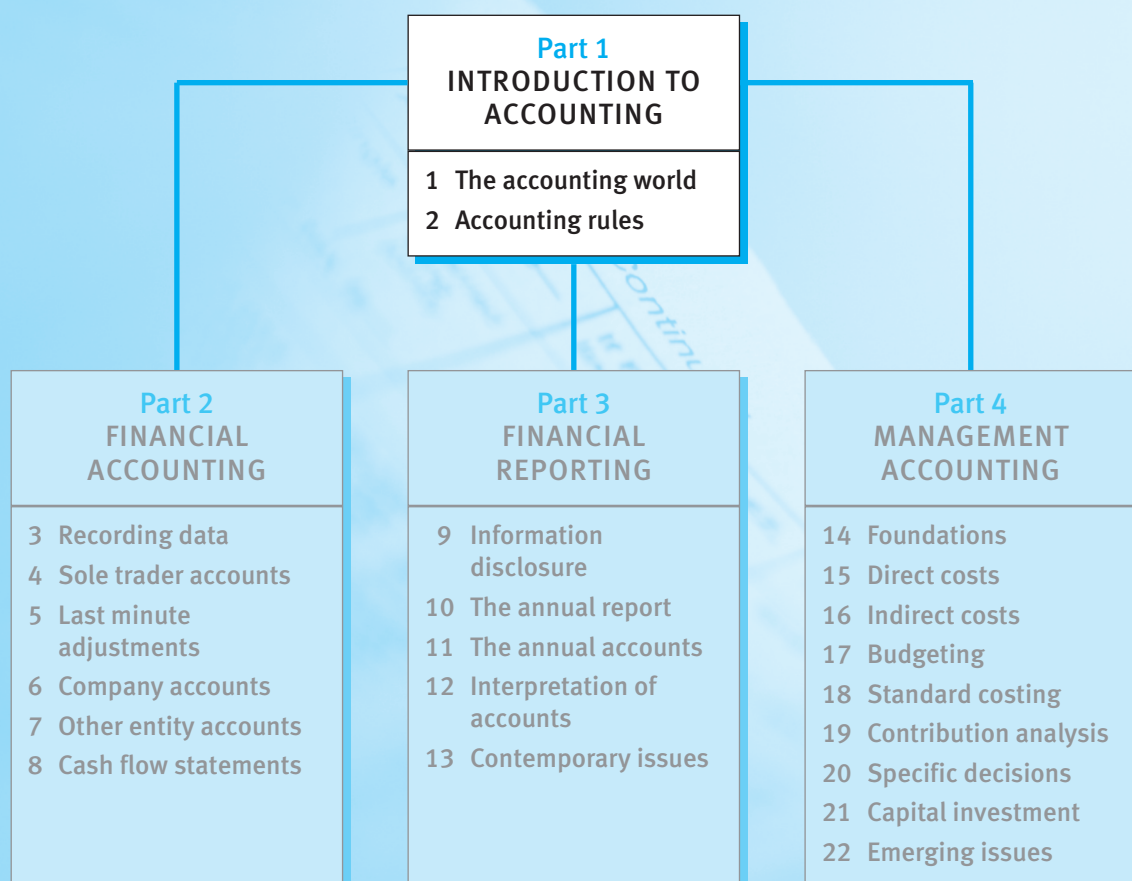 Part 1
INTRODUCTION TO
ACCOUNTING
1 The accounting world
2 Accounting rules
Part 2
FINANCIAL
ACCOUNTING
3 Recording data
4 Sole trader accounts
5 Last minute
adjustments
6 Company accounts
7 Other entity accounts
8 Cash flow statements
Part 3
FINANCIAL
REPORTING
9 Information
disclosure
10 The annual report
11 The annual accounts
12 Interpretation of
accounts
13 Contemporary issues
Part 4
MANAGEMENT
ACCOUNTING
14 Foundations
15 Direct costs
16 Indirect costs
17 Budgeting
18 Standard costing
19 Contribution analysis
20 Specific decisions
21 Capital investment
22 Emerging issues